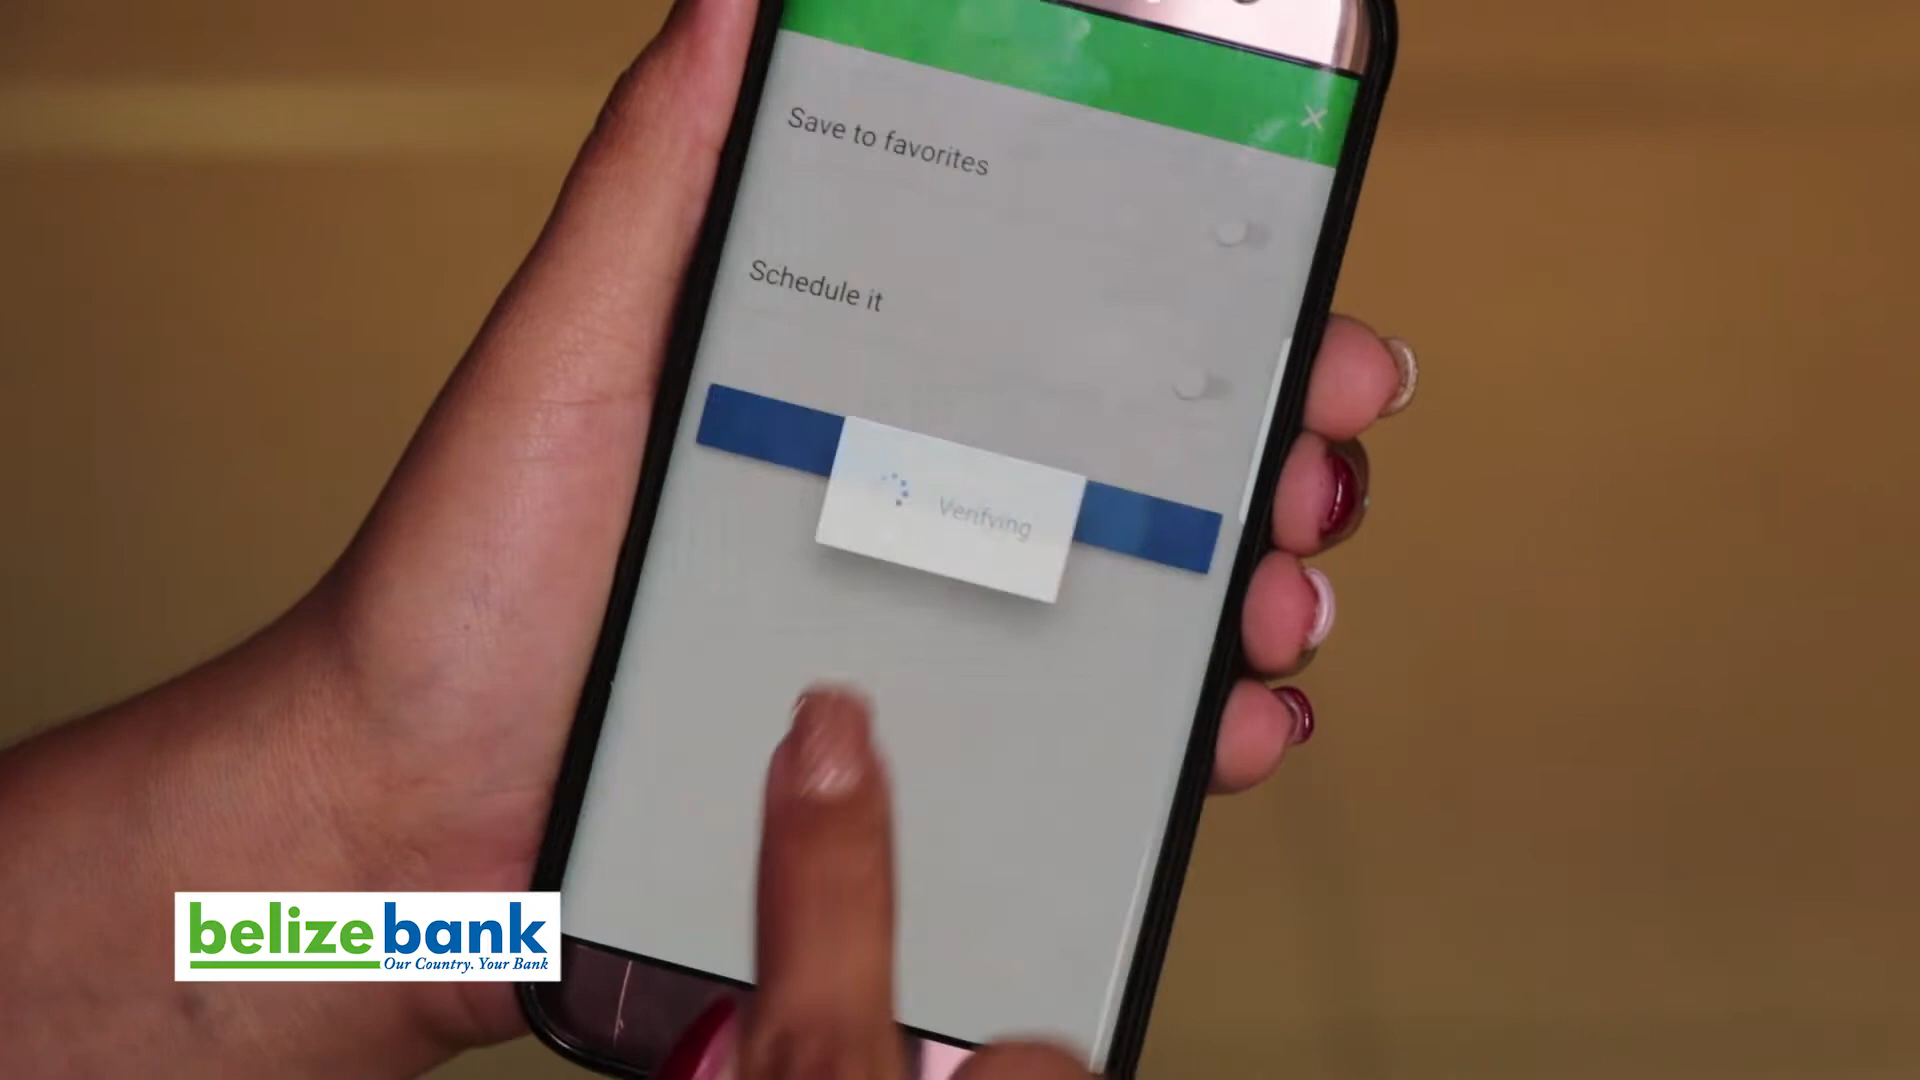 Save to favorites
Schedule it
Verifying
belizebank
Our Country. Your Bank